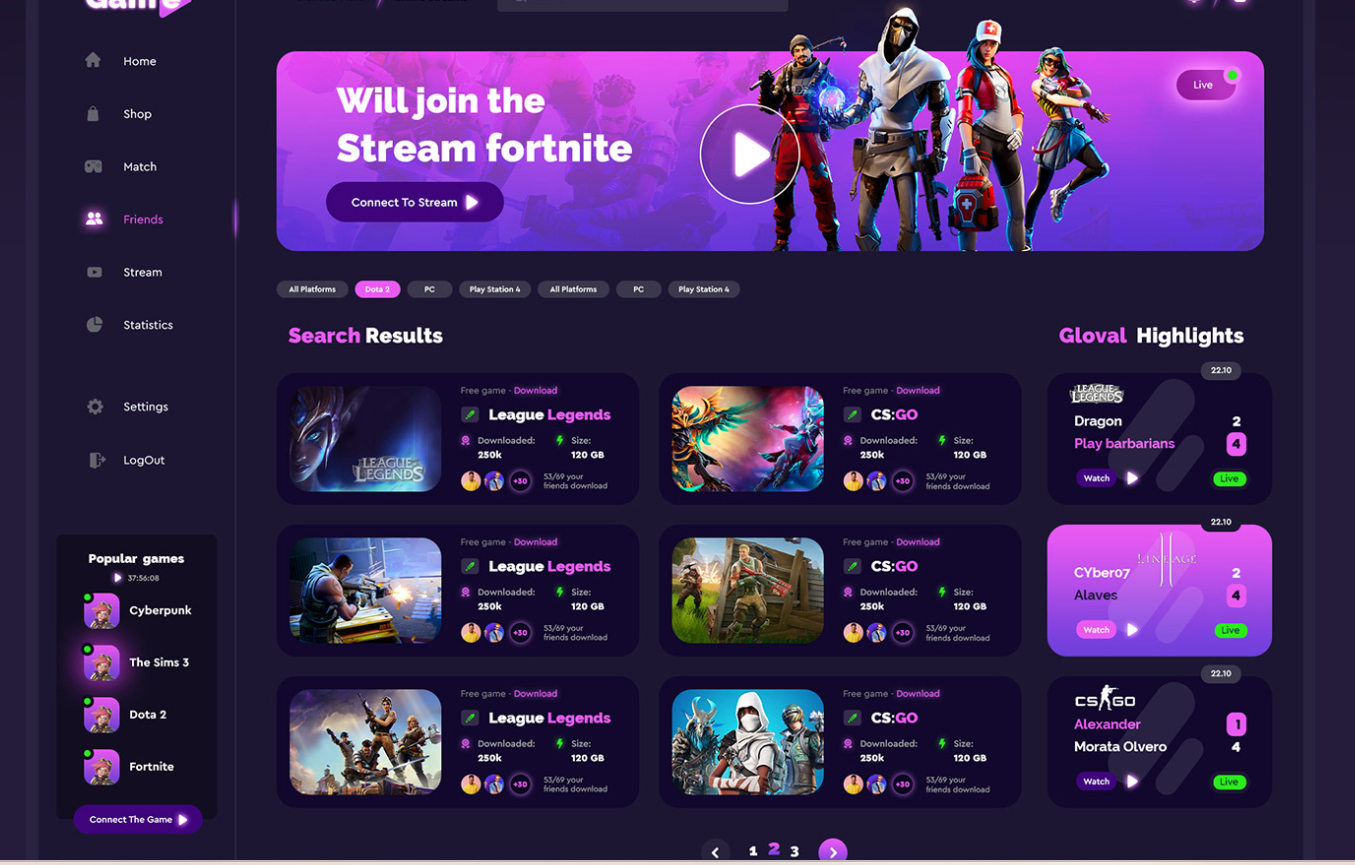 Game
Home
Shop
Match
Friends
Stream
Statistics
Settings
LogOut
Popular games
37:56:08
Cyberpunk
The Sims 3
Dota 2
Fortnite
Connect The Game
Will join the
Stream fortnite
Connect To Stream
Live
All Platforms
Dota 2
PC
Play Station 4
All Platforms
PC
Play Station 4
Search Results
Free game - Download
League Legends
Downloaded:
250k
Size:
120 GB
+30
53/69 your
friends download
LEAGUE
LEGENDS
Free game - Download
CS:GO
Downloaded:
250k
Size:
120 GB
+30
53/69 your
friends download
Free game - Download
League Legends
Downloaded:
250k
Size:
120 GB
+30
53/69 your
friends download
Free game - Download
CS:GO
Downloaded:
250k
Size:
120 GB
+30
53/69 your
friends download
Free game - Download
League Legends
Downloaded:
250k
Size:
120 GB
+30
53/69 your
friends download
Free game - Download
CS:GO
Downloaded:
250k
Size:
120 GB
+30
53/69 your
friends download
1 2 3
Gloval Highlights
22.10
LEAGUE
LEGENDS
Dragon 2
Play barbarians 4
Watch
Live
22.10
LINEAGE II
CYber07 2
Alaves 4
Watch
Live
22.10
CS GO
Alexander 1
Morata Olvero 4
Watch
Live